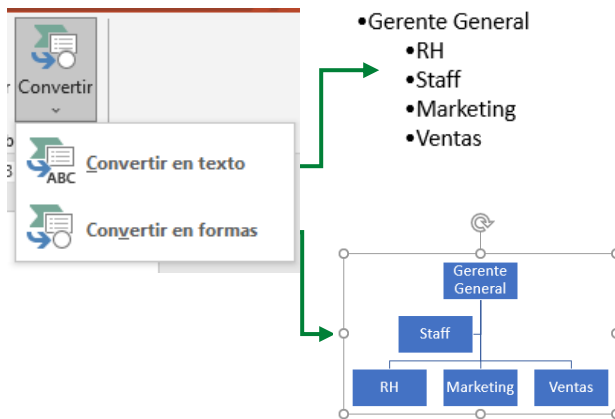 Convertir
ABC
Convertir en texto
Convertir en formas
•Gerente General
•RH
•Staff
•Marketing
•Ventas
Gerente
General
Staff
RH
Marketing
Ventas